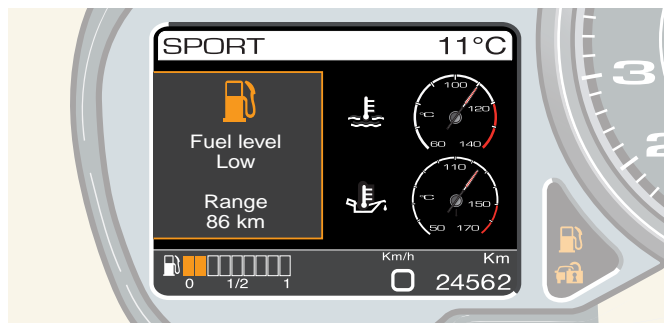 SPORT 11°C
Fuel level
Low
Range
86 km
100
120
°C
60 140
110
°C
150
50 170
0 1/2 1
Km/h
0
Km
24562
3
2